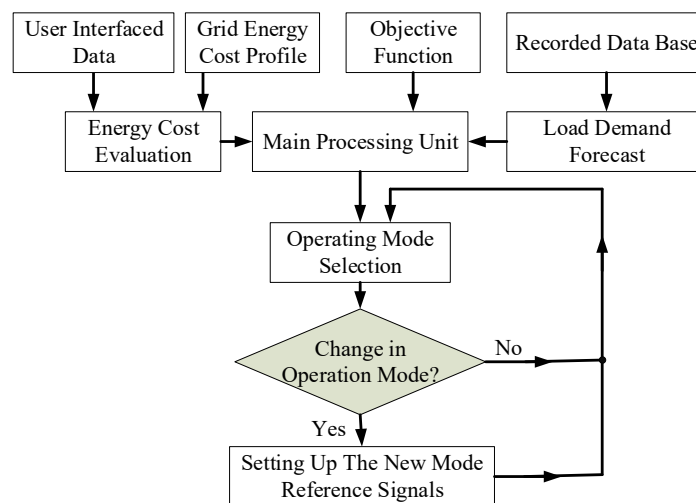 User Interfaced
Data
Grid Energy
Cost Profile
Objective
Function
Recorded Data Base
Energy Cost
Evaluation
Main Processing Unit
Load Demand
Forecast
Operating Mode
Selection
Change in
Operation Mode?
No
Yes
Setting Up The New Mode
Reference Signals